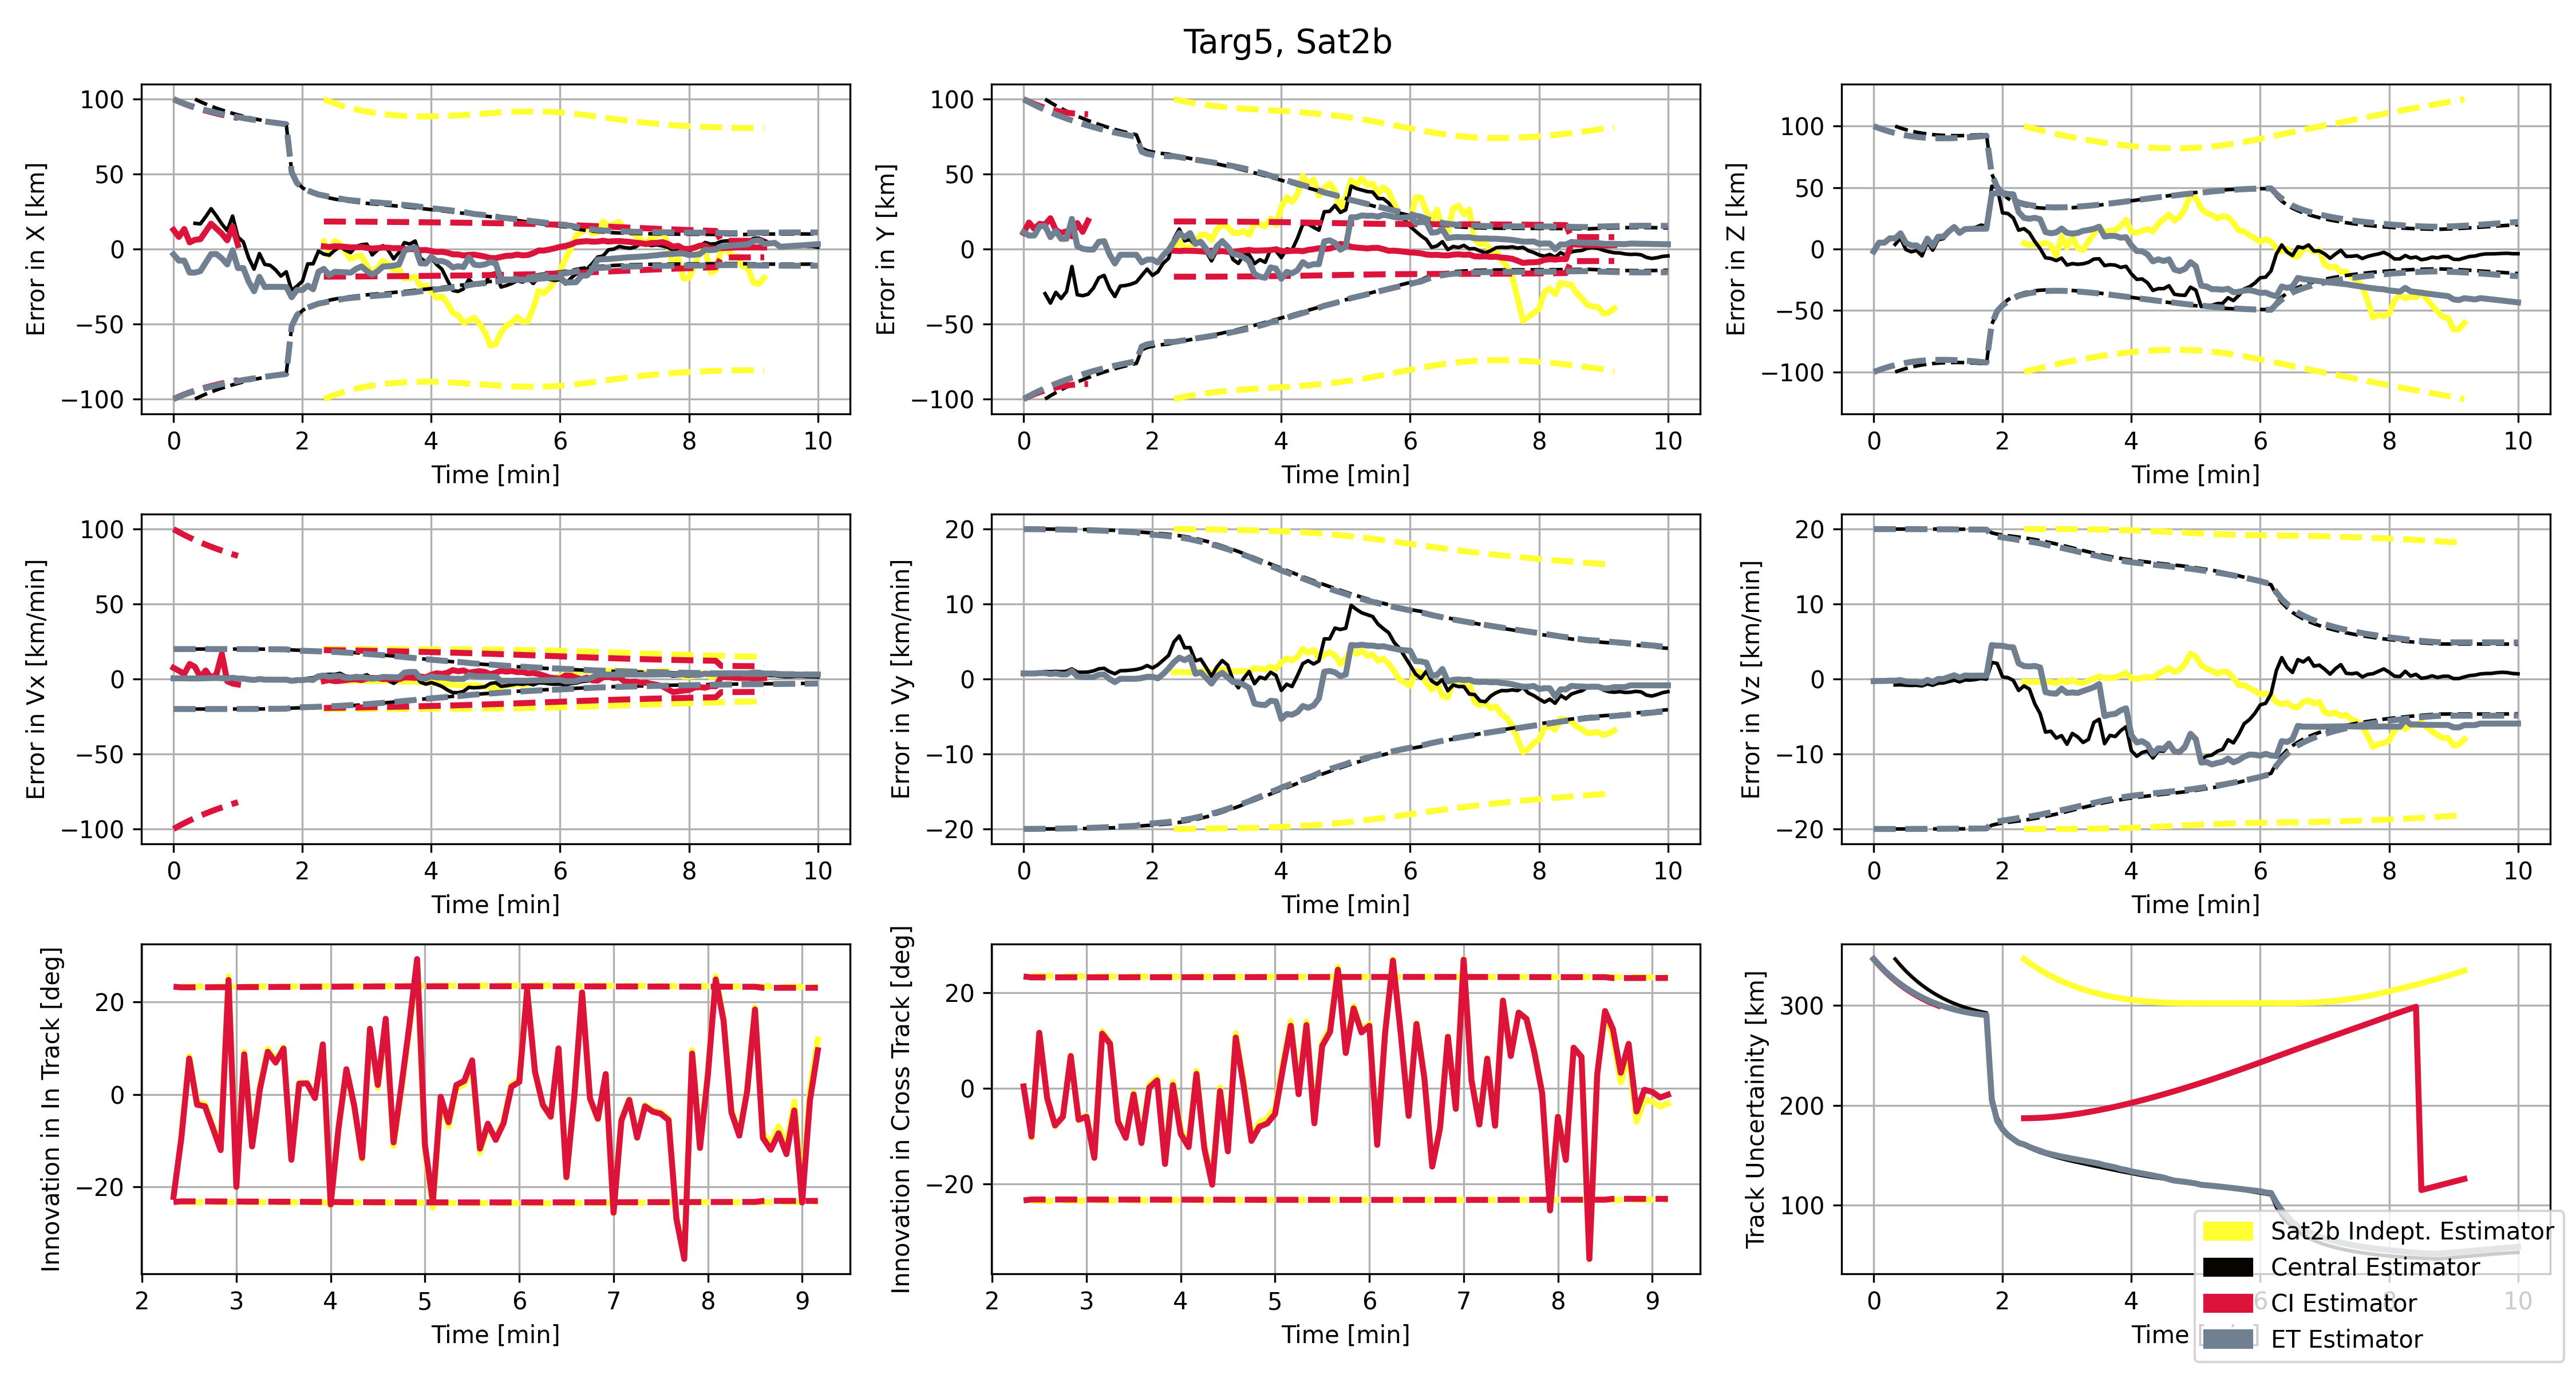 Targ5, Sat2b
Error in X [km]
100
50
0
−50
−100
0 2 4 6 8 10
Time [min]
Error in Y [km]
100
50
0
−50
−100
0 2 4 6 8 10
Time [min]
Error in Z [km]
100
50
0
−50
−100
0 2 4 6 8 10
Time [min]
Error in Vx [km/min]
100
50
0
−50
−100
0 2 4 6 8 10
Time [min]
Error in Vy [km/min]
20
10
0
−10
−20
0 2 4 6 8 10
Time [min]
Error in Vz [km/min]
20
10
0
−10
−20
0 2 4 6 8 10
Time [min]
Innovation in In Track [deg]
20
0
−20
2 3 4 5 6 7 8 9
Time [min]
Innovation in Cross Track [deg]
20
0
−20
2 3 4 5 6 7 8 9
Time [min]
Track Uncertainity [km]
300
200
100
0 2 4 6 8 10
Time
Sat2b Indept. Estimator
Central Estimator
CI Estimator
ET Estimator